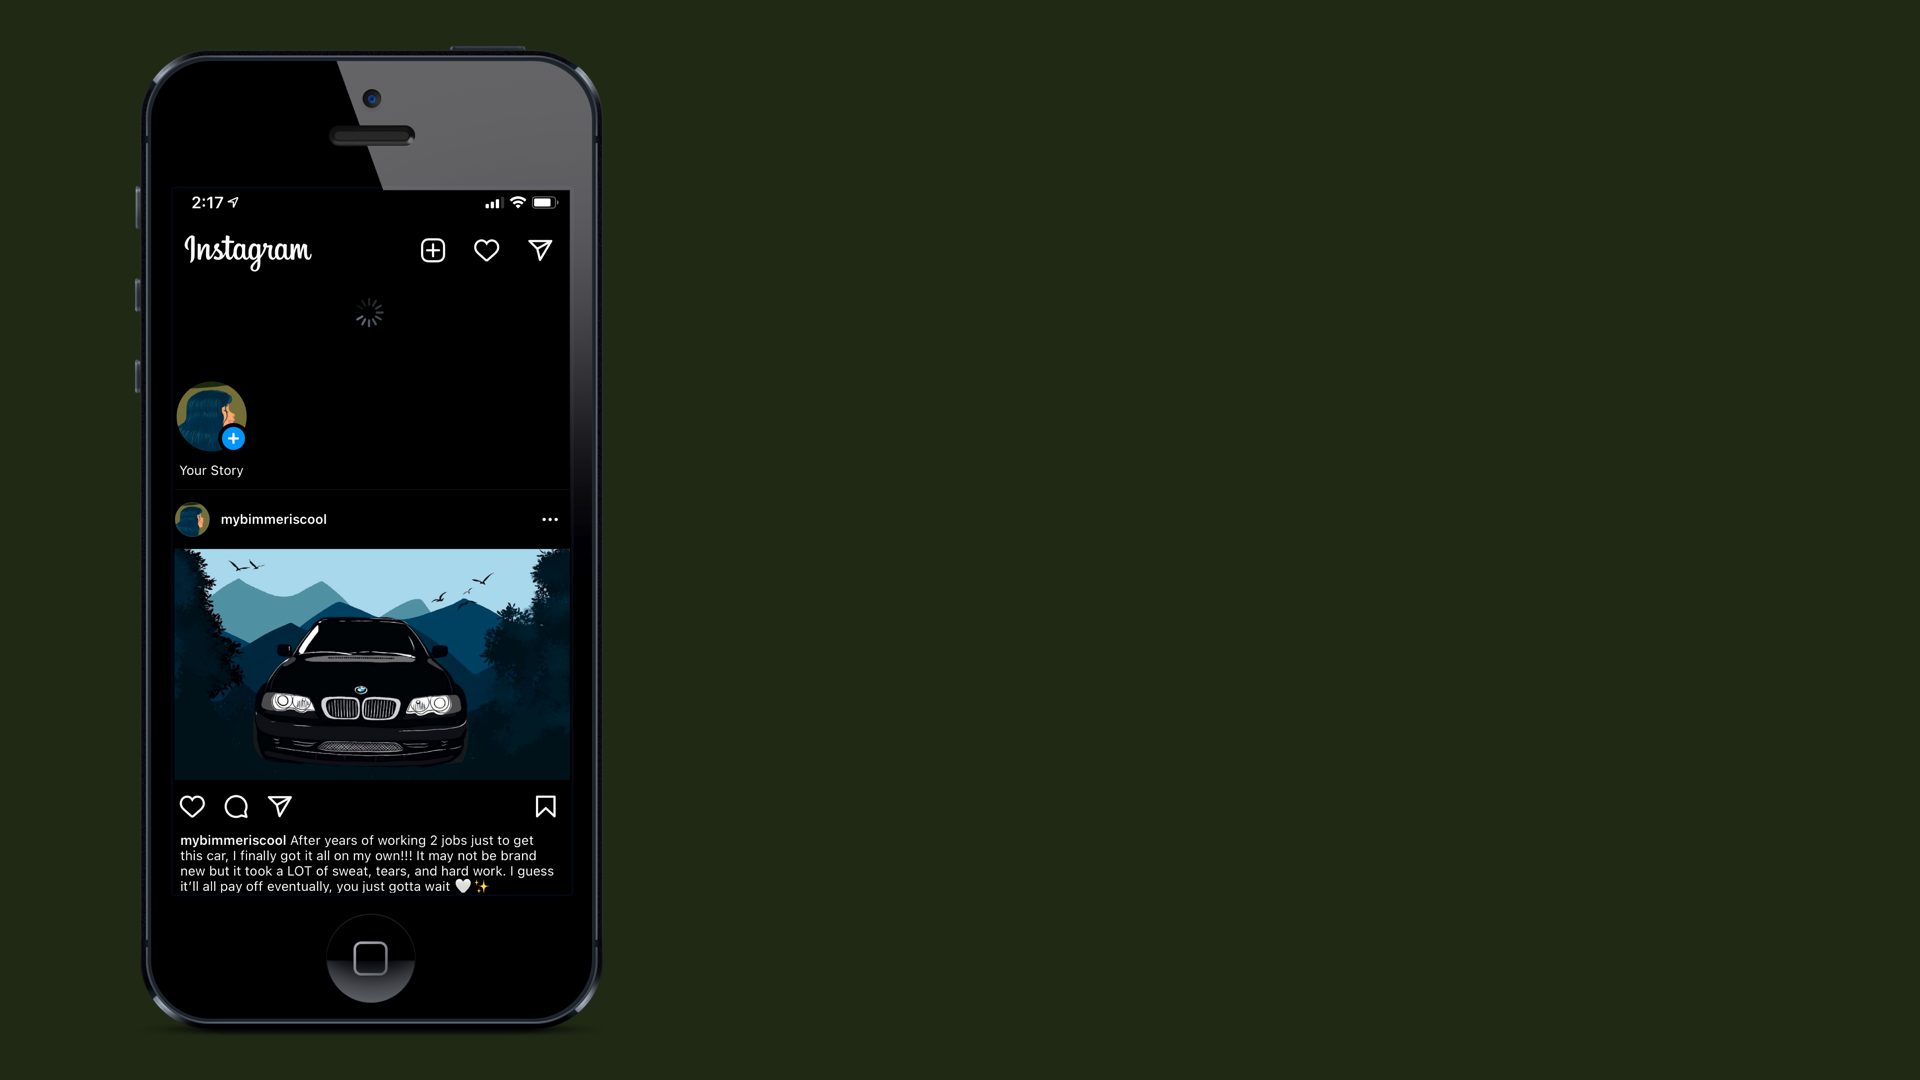 2:17
Instagram
Your Story
mybimmeriscool
mybimmeriscool After years of working 2 jobs just to get
this car, I finally got it all on my own!!! It may not be brand
new but it took a LOT of sweat, tears, and hard work. I guess
it’ll all pay off eventually, you just gotta wait 🤍✨